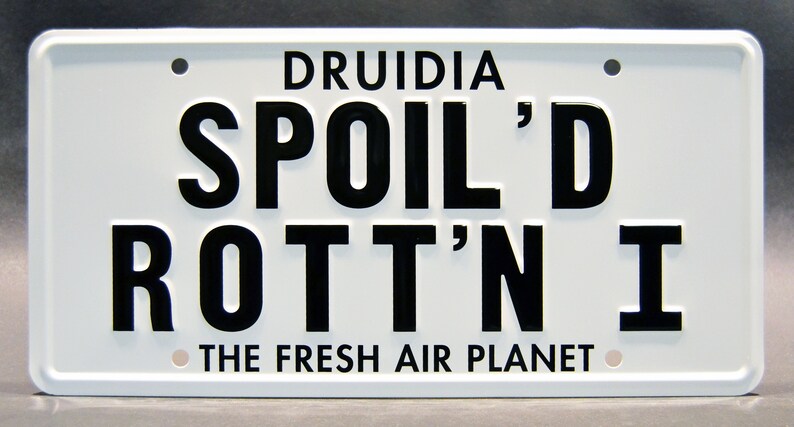 DRUIDIA
SPOIL'D
ROTT'N I
THE FRESH AIR PLANET